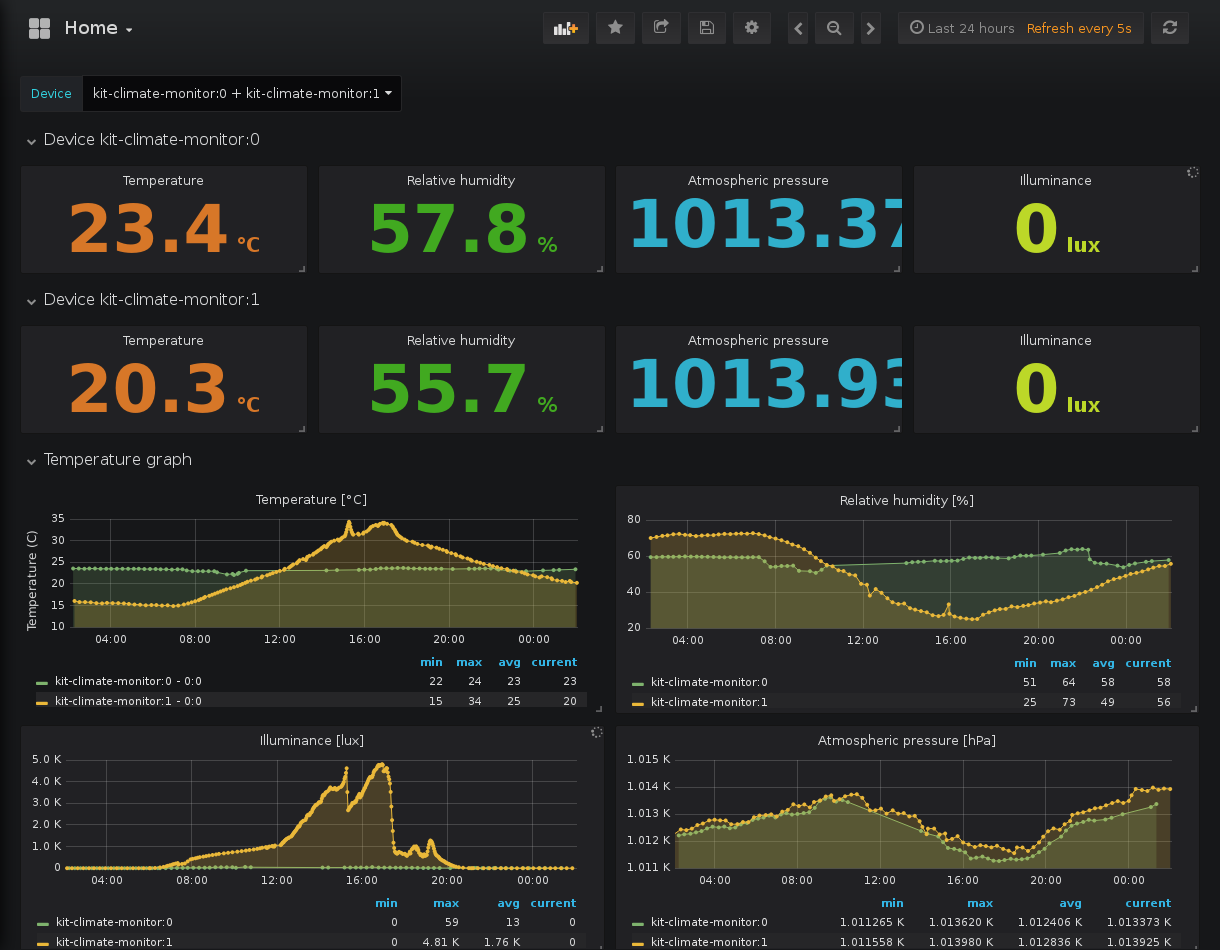 Home
Last 24 hours Refresh every 5s
Device kit-climate-monitor:0 + kit-climate-monitor:1
Device kit-climate-monitor:0
Temperature Relative humidity Atmospheric pressure Illuminance
23.4 °C 57.8 % 1013.37 0 lux
Device kit-climate-monitor:1
Temperature Relative humidity Atmospheric pressure Illuminance
20.3 °C 55.7 % 1013.93 0 lux
Temperature graph
Temperature [°C]
Temperature (C)
35
30
25
20
15
10
04:00 08:00 12:00 16:00 20:00 00:00
min max avg current
kit-climate-monitor:0 - 0:0 22 24 23 23
kit-climate-monitor:1 - 0:0 15 34 25 20
Relative humidity [%]
80
60
40
20
04:00 08:00 12:00 16:00 20:00 00:00
min max avg current
kit-climate-monitor:0 51 64 58 58
kit-climate-monitor:1 25 73 49 56
Illuminance [lux]
5.0 K
4.0 K
3.0 K
2.0 K
1.0 K
0
04:00 08:00 12:00 16:00 20:00 00:00
min max avg current
kit-climate-monitor:0 0 59 13 0
kit-climate-monitor:1 0 4.81 K 1.76 K 0
Atmospheric pressure [hPa]
1.015 K
1.014 K
1.013 K
1.012 K
1.011 K
04:00 08:00 12:00 16:00 20:00 00:00
min max avg current
kit-climate-monitor:0 1.011265 K 1.013620 K 1.012406 K 1.013373 K
kit-climate-monitor:1 1.011558 K 1.013980 K 1.012836 K 1.013925 K